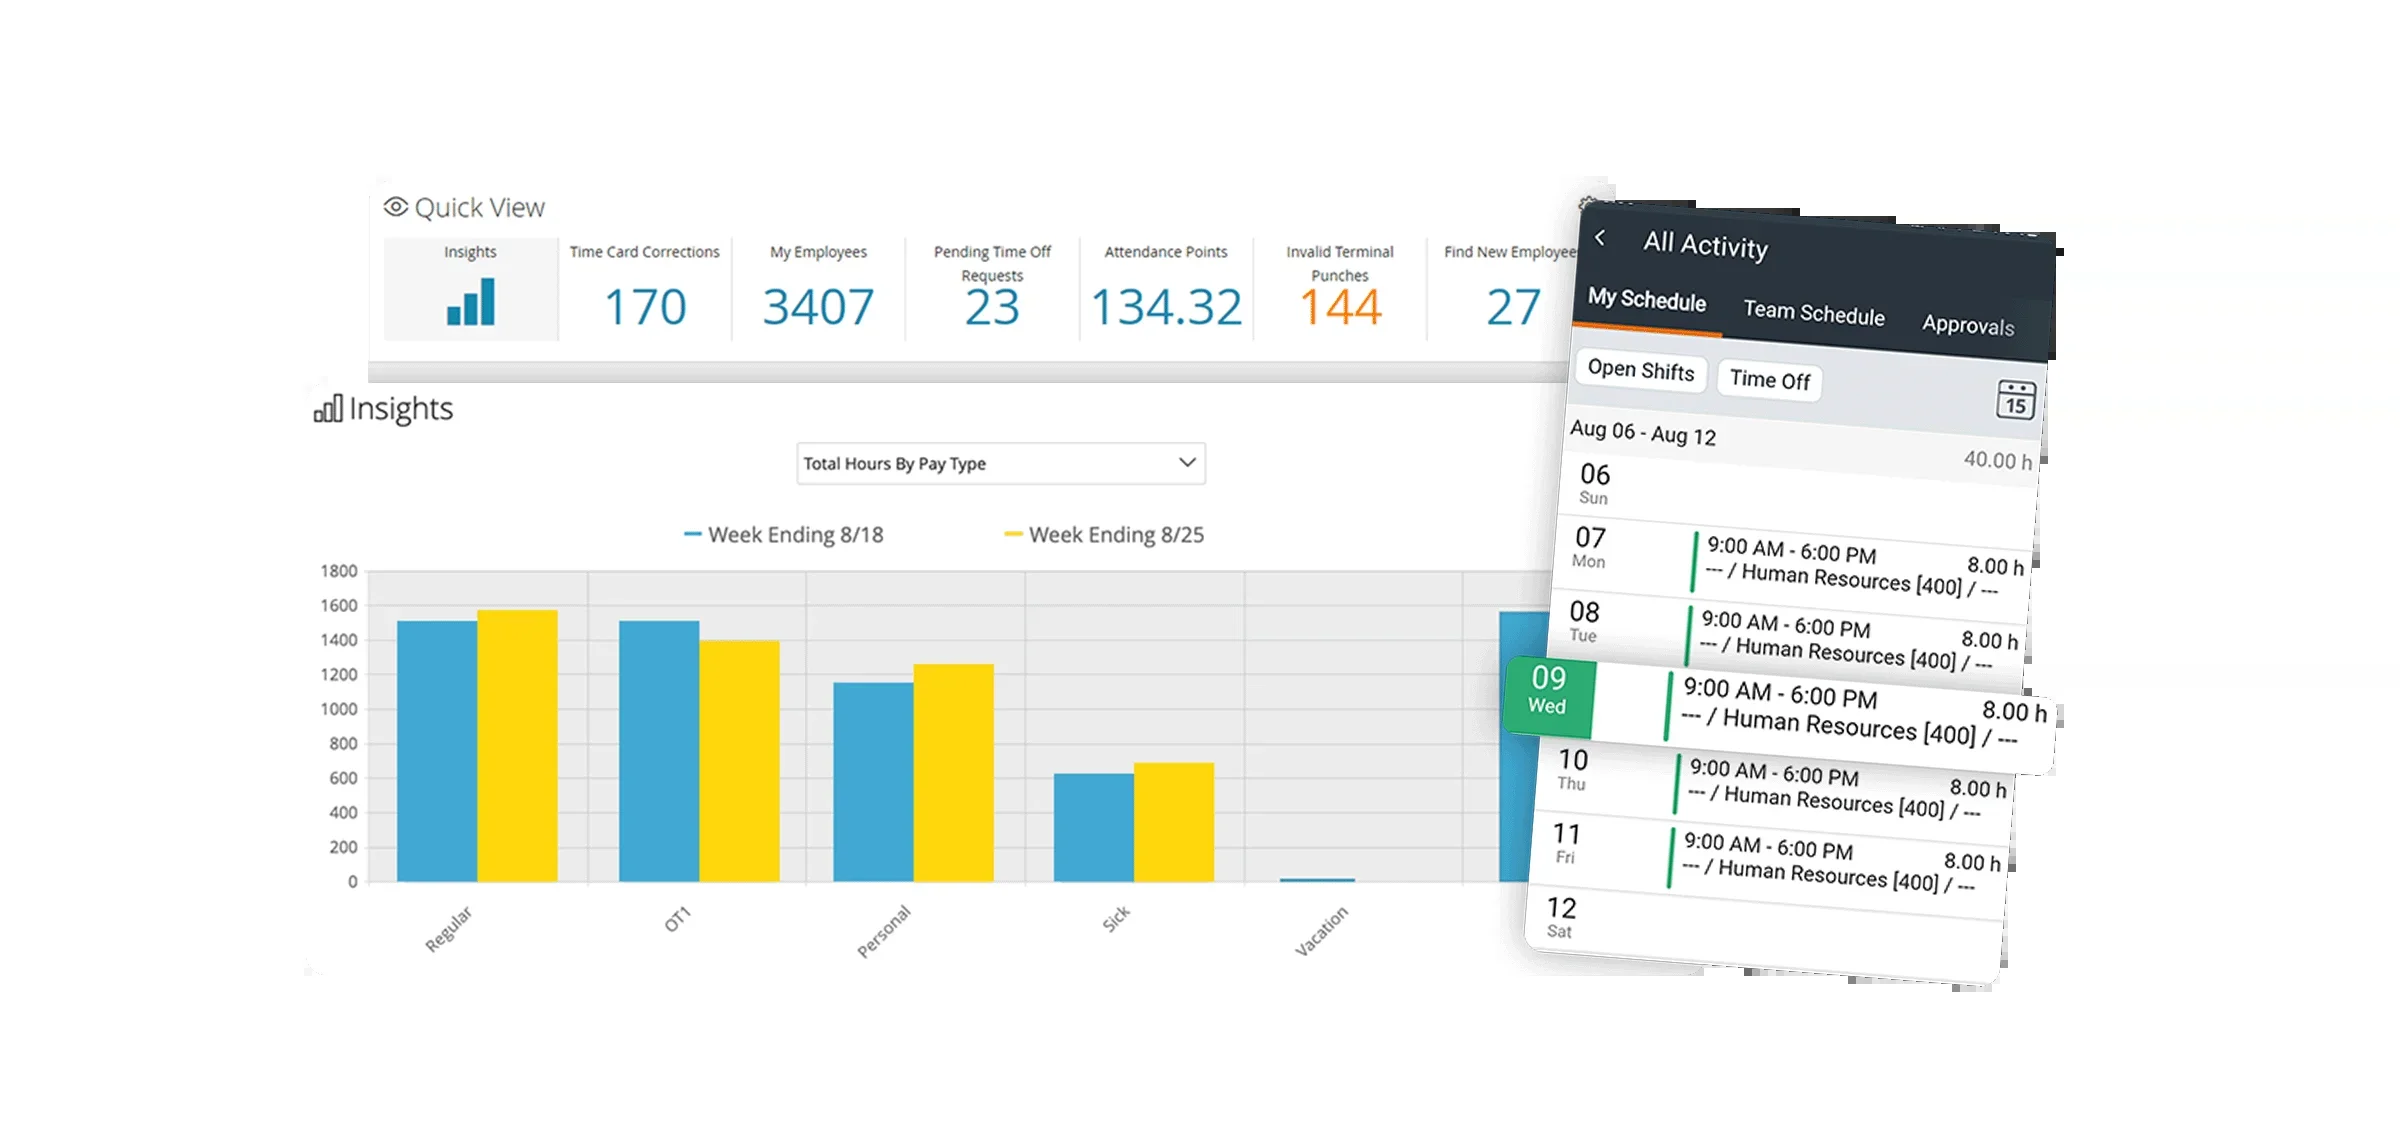 Quick View
Insights
Time Card Corrections
170
My Employees
3407
Pending Time Off
Requests
23
Attendance Points
134.32
Invalid Terminal
Punches
144
Find New Employee
27
Insights
Total Hours By Pay Type
Week Ending 8/18
Week Ending 8/25
1800
1600
1400
1200
1000
800
600
400
200
0
Regular
OT1
Personal
Sick
Vacation
All Activity
My Schedule
Team Schedule
Approvals
Open Shifts
Time Off
15
Aug 06 - Aug 12
40.00 h
06
Sun
07
Mon
9:00 AM - 6:00 PM
8.00 h
--- / Human Resources [400] / ---
08
Tue
9:00 AM - 6:00 PM
8.00 h
--- / Human Resources [400] / ---
09
Wed
9:00 AM - 6:00 PM
8.00 h
--- / Human Resources [400] / ---
10
Thu
9:00 AM - 6:00 PM
8.00 h
--- / Human Resources [400] / ---
11
Fri
9:00 AM - 6:00 PM
8.00 h
--- / Human Resources [400] / ---
12
Sat